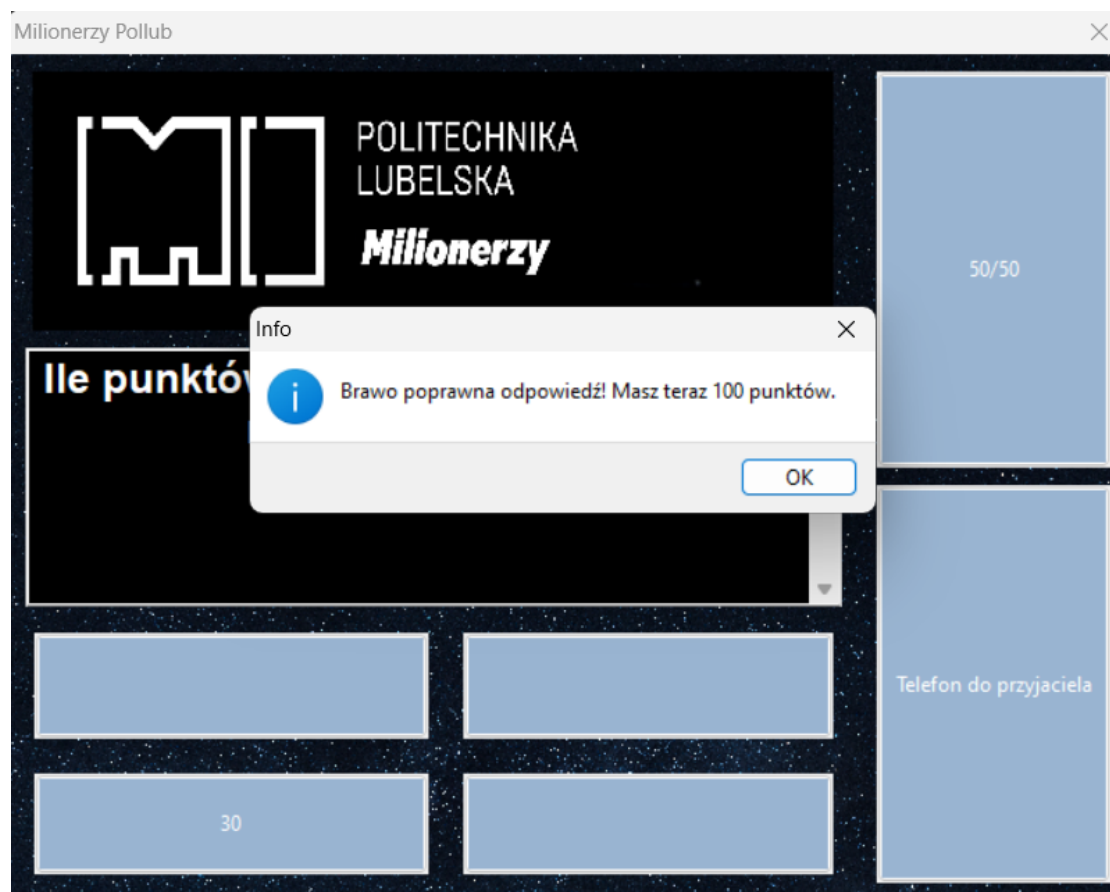 Milionerzy Pollub
POLITECHNIKA
LUBELSKA
Milionerzy
50/50
Info
Brawo poprawna odpowiedź! Masz teraz 100 punktów.
OK
Ile
Telefon do przyjaciela
30